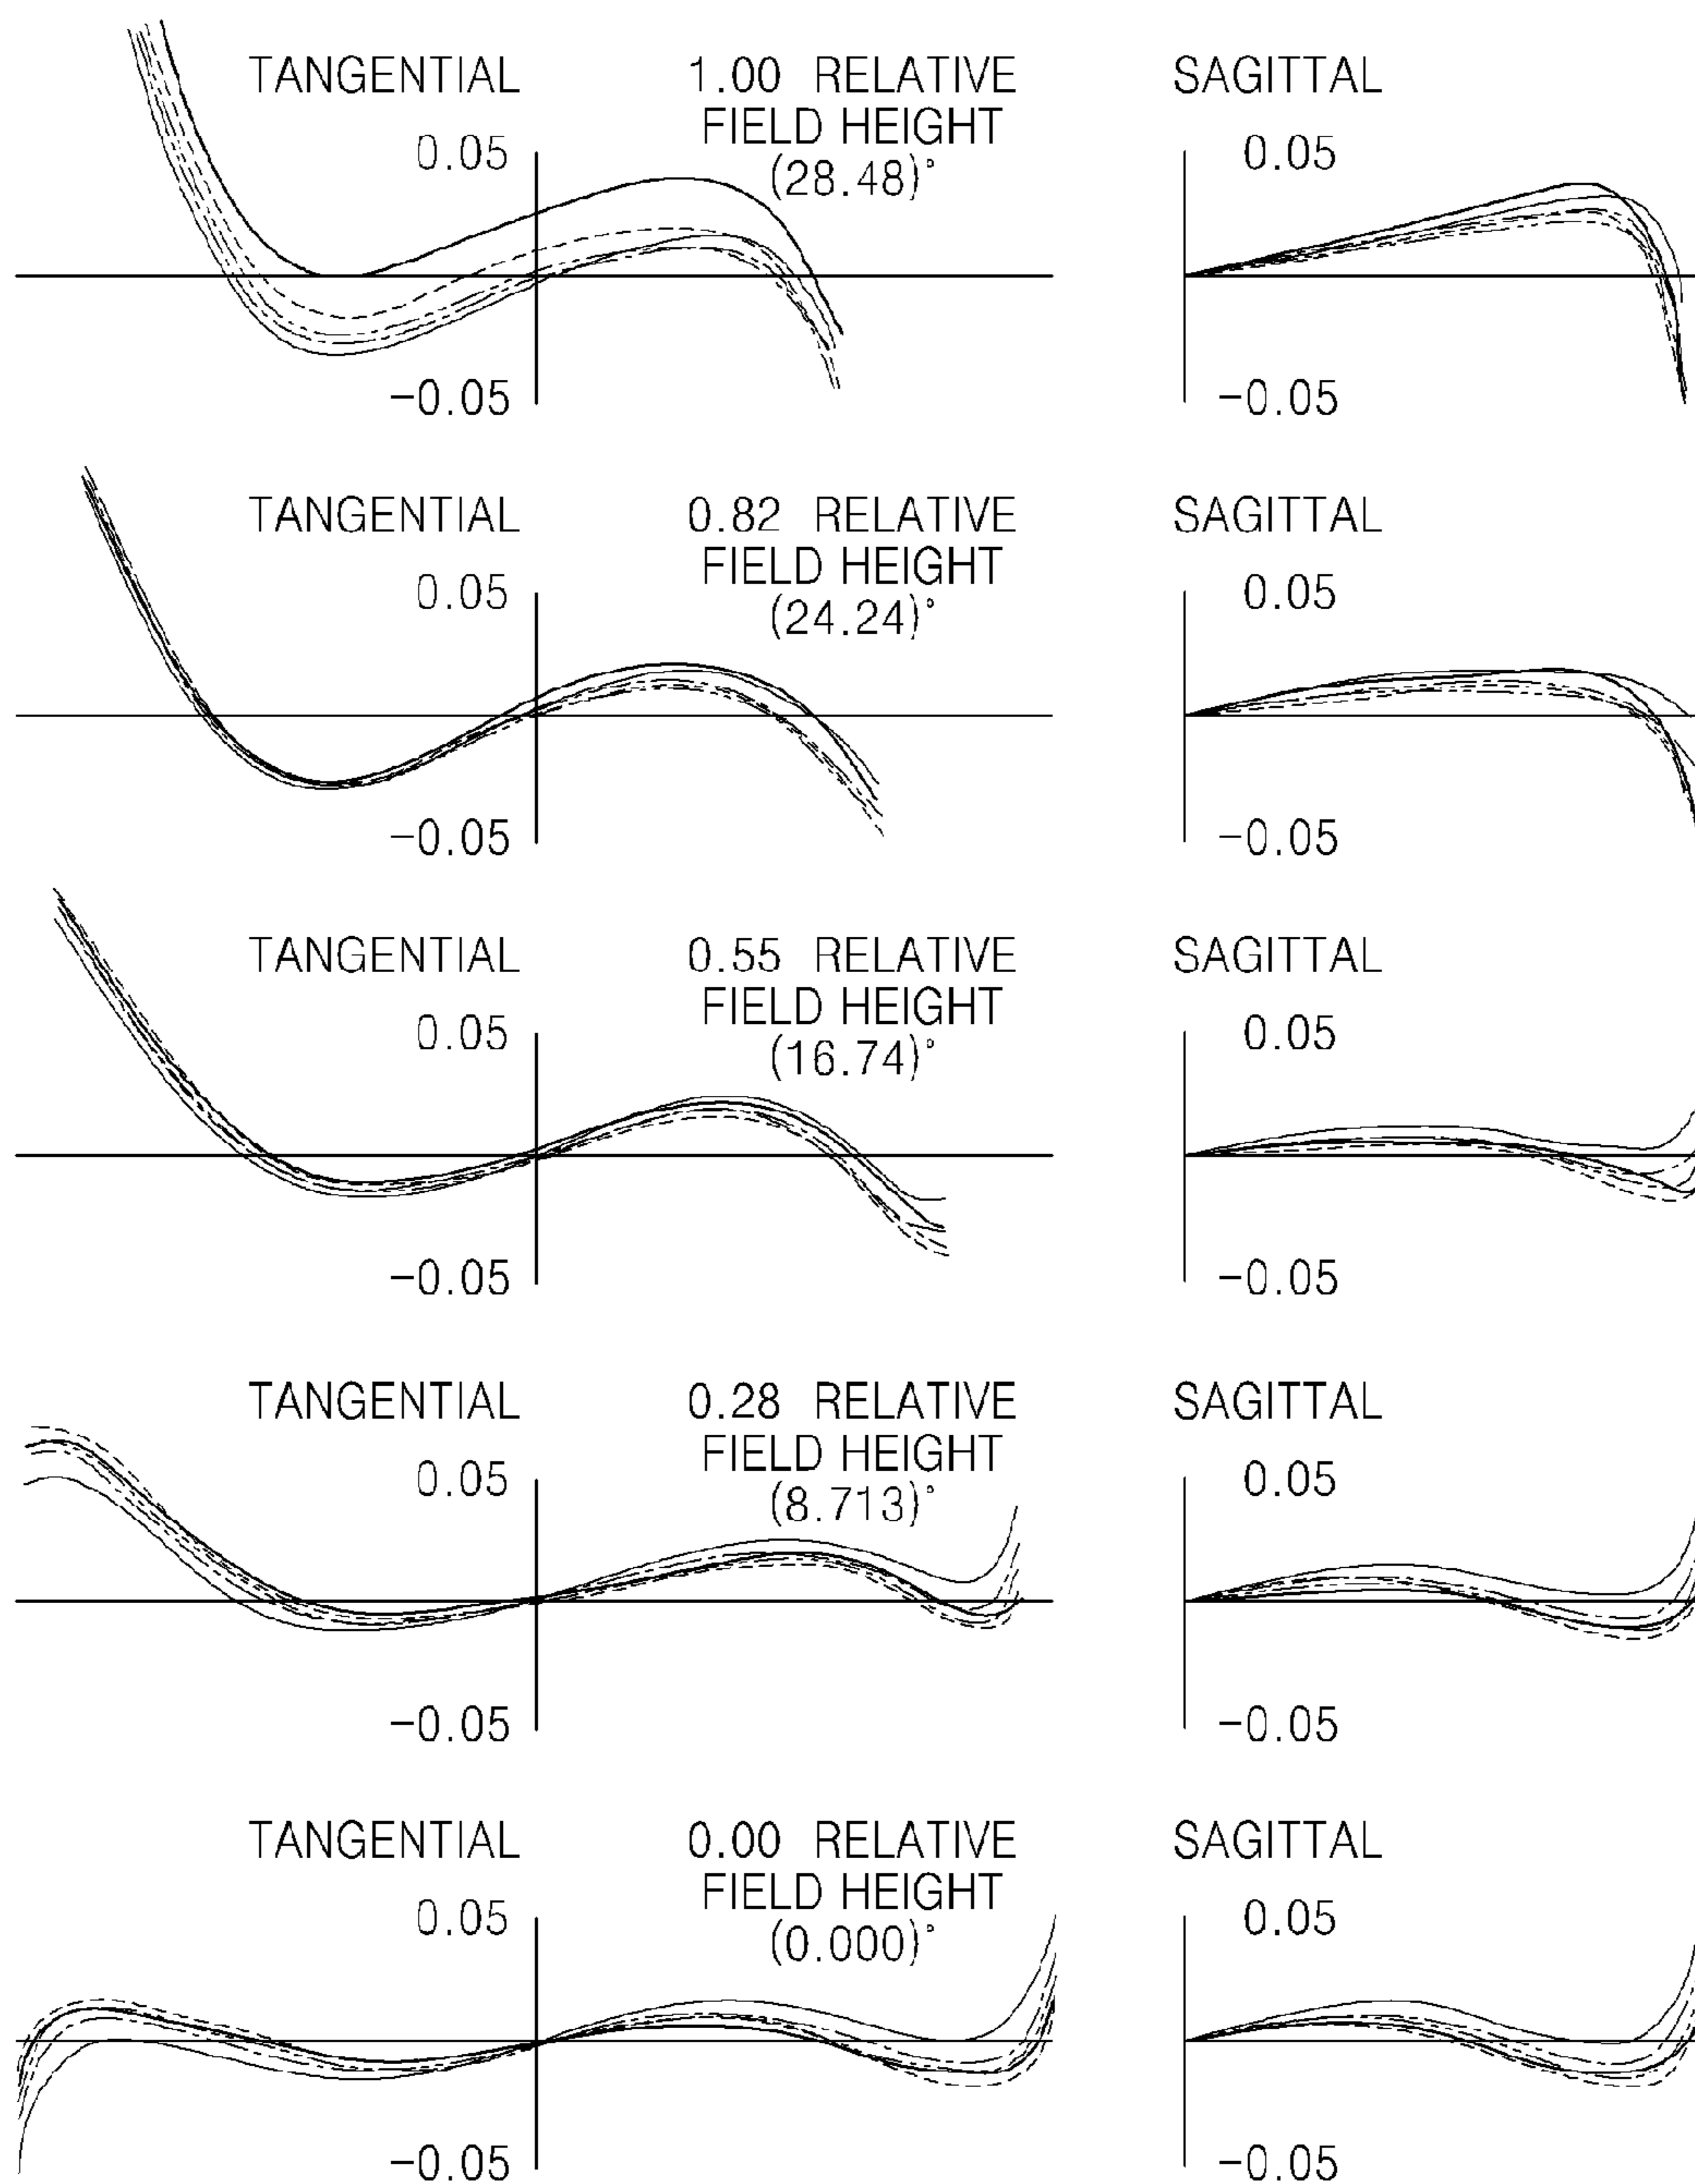 TANGENTIAL 1.00 RELATIVE SAGITTAL
FIELD HEIGHT
0.05 (28.48)° 0.05
-0.05 -0.05
TANGENTIAL 0.82 RELATIVE SAGITTAL
FIELD HEIGHT
0.05 (24.24)° 0.05
-0.05 -0.05
TANGENTIAL 0.55 RELATIVE SAGITTAL
FIELD HEIGHT
0.05 (16.74)° 0.05
-0.05 -0.05
TANGENTIAL 0.28 RELATIVE SAGITTAL
FIELD HEIGHT
0.05 (8.713)° 0.05
-0.05 -0.05
TANGENTIAL 0.00 RELATIVE SAGITTAL
FIELD HEIGHT
0.05 (0.000)° 0.05
-0.05 -0.05